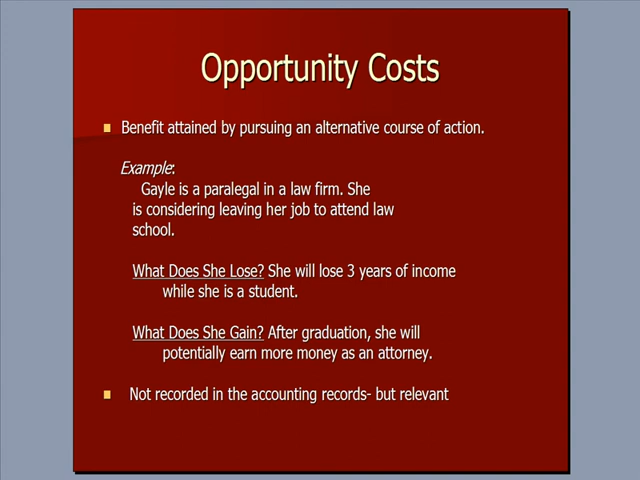 Opportunity Costs
Benefit attained by pursuing an alternative course of action.
Example:
Gayle is a paralegal in a law firm. She
is considering leaving her job to attend law
school.
What Does She Lose? She will lose 3 years of income
while she is a student.
What Does She Gain? After graduation, she will
potentially earn more money as an attorney.
Not recorded in the accounting records- but relevant